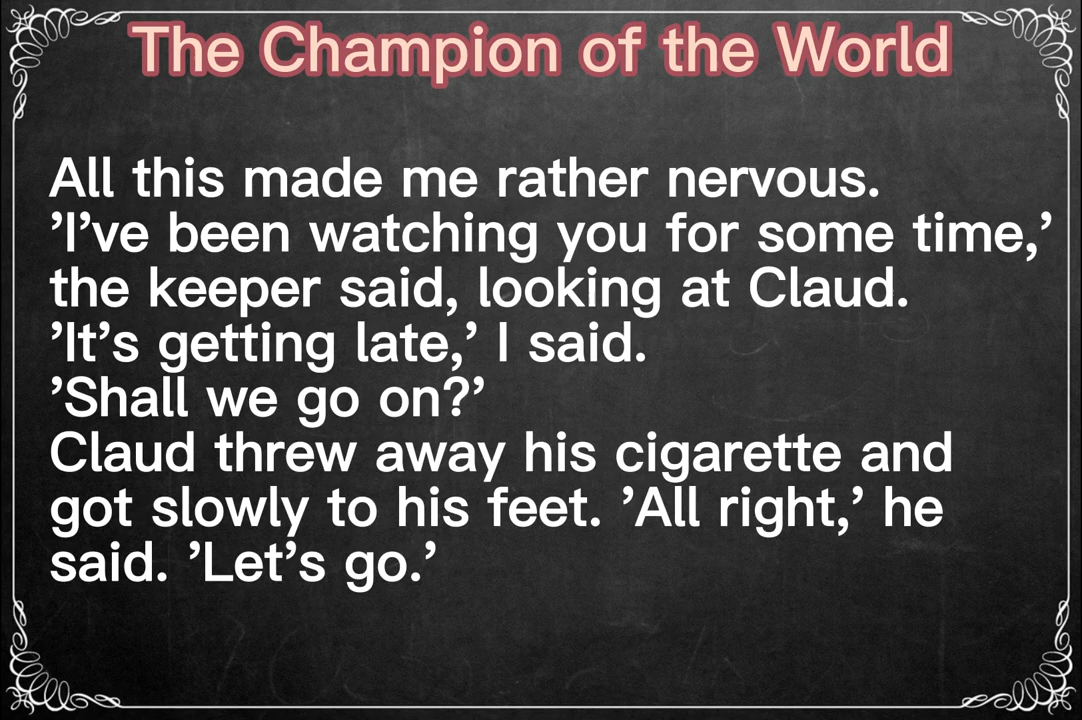 The Champion of the World
All this made me rather nervous.
’I’ve been watching you for some time,’
the keeper said, looking at Claud.
’It’s getting late,’ I said.
’Shall we go on?’
Claud threw away his cigarette and
got slowly to his feet. ’All right,’ he
said. ’Let’s go.’